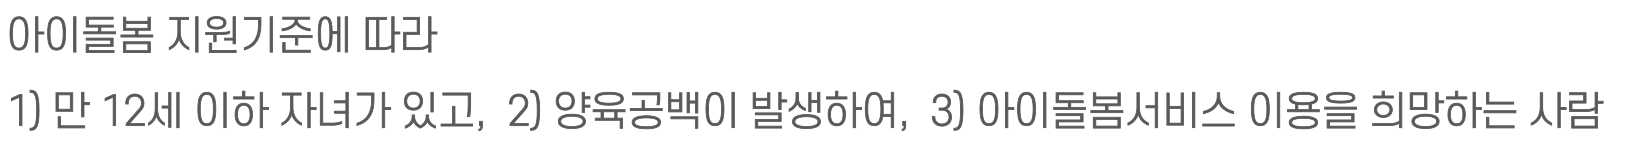 아이돌봄 지원기준에 따라
1) 만 12세 이하 자녀가 있고, 2) 양육공백이 발생하여, 3) 아이돌봄서비스 이용을 희망하는 사람